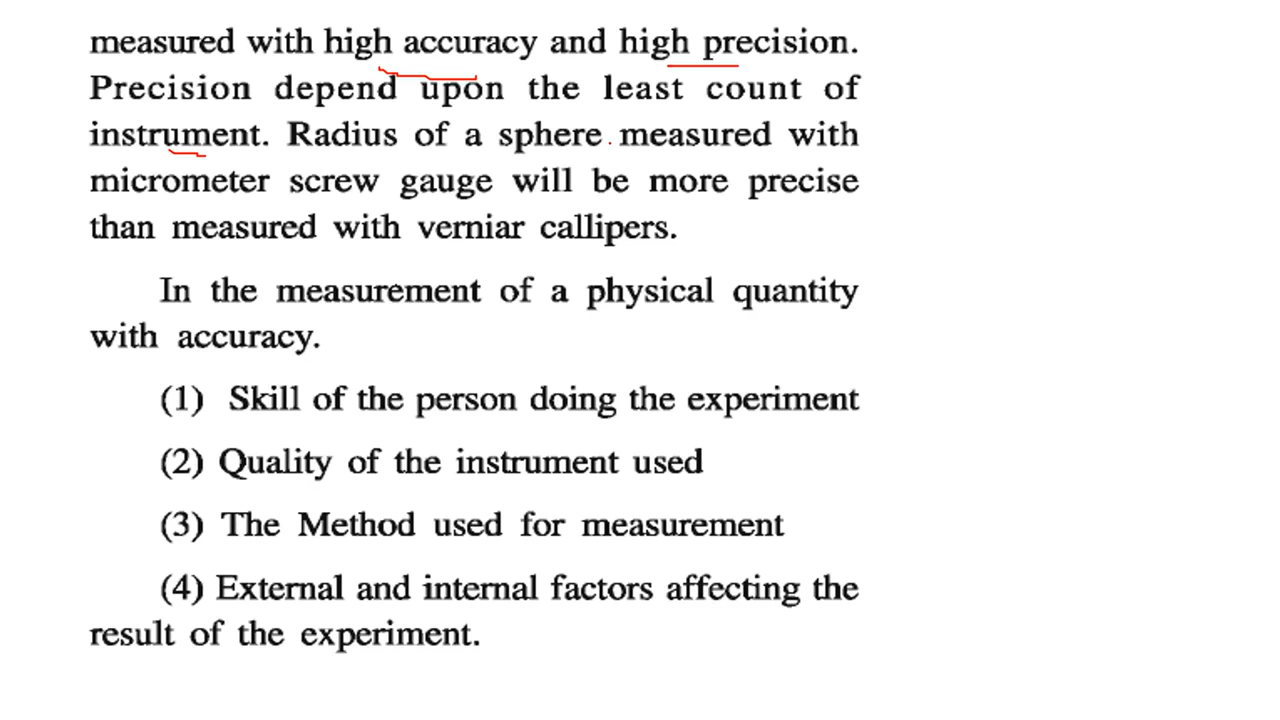 measured with high accuracy and high precision.
Precision depend upon the least count of
instrument. Radius of a sphere measured with
micrometer screw gauge will be more precise
than measured with verniar callipers.
In the measurement of a physical quantity
with accuracy.
(1) Skill of the person doing the experiment
(2) Quality of the instrument used
(3) The Method used for measurement
(4) External and internal factors affecting the
result of the experiment.